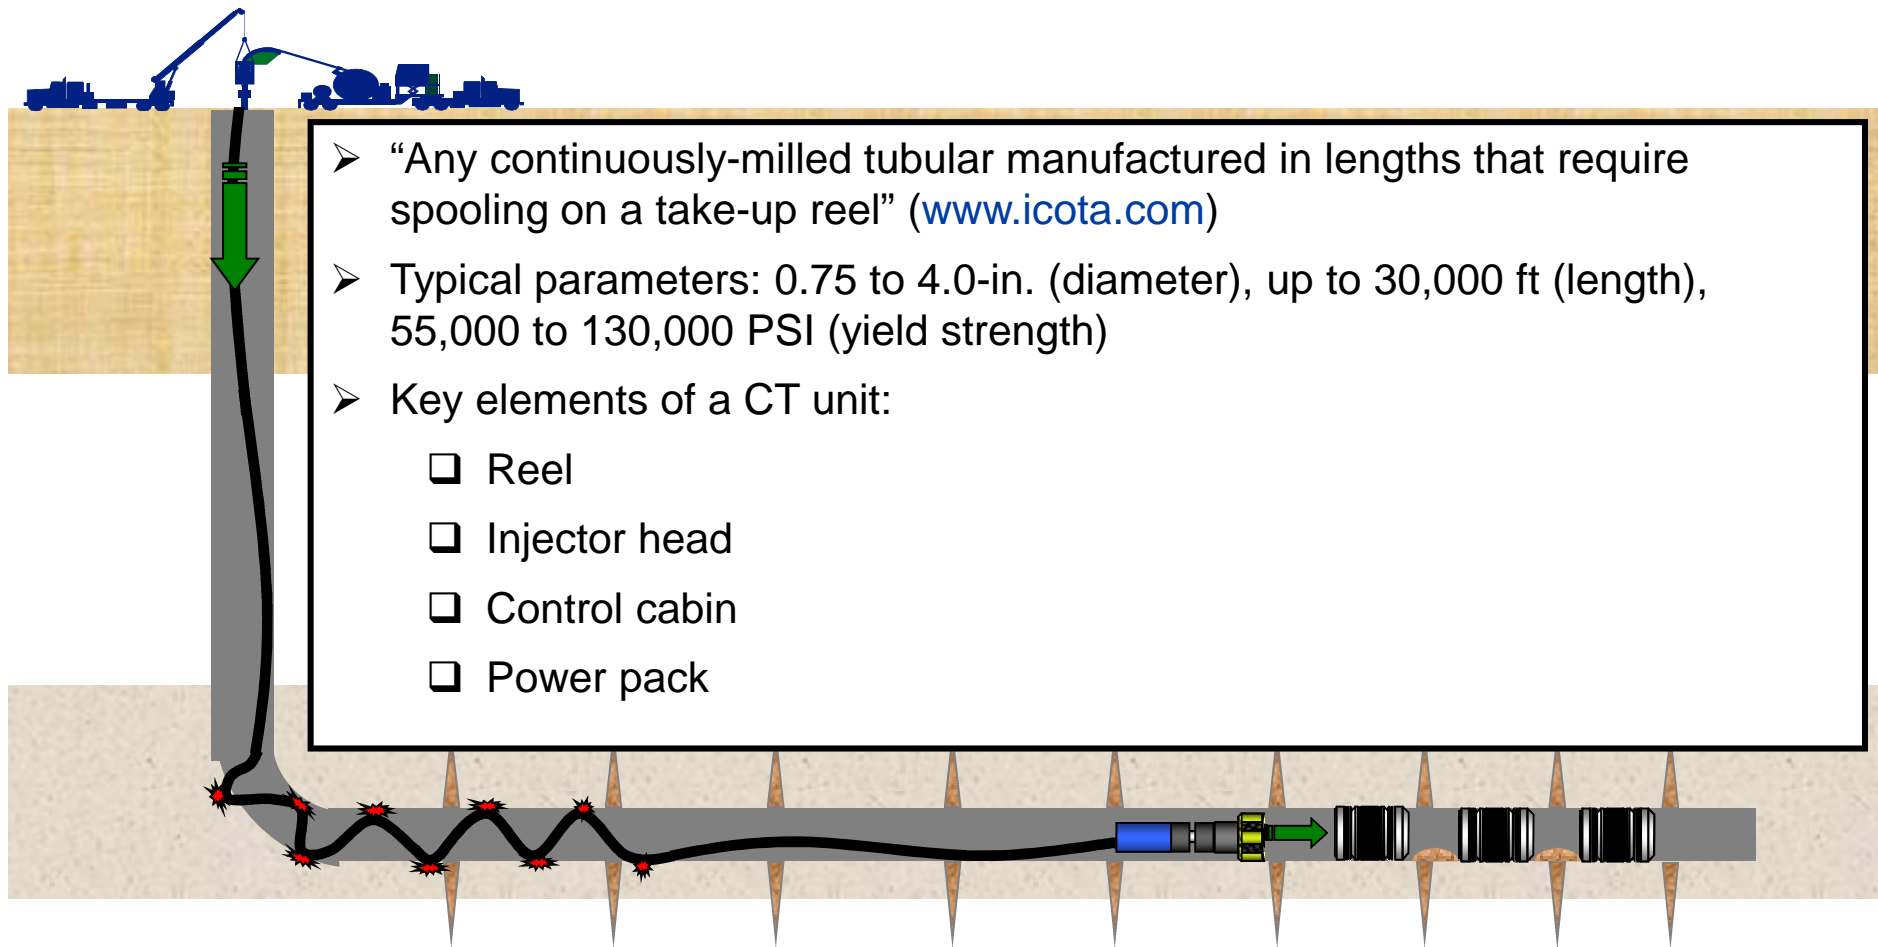 ➢ “Any continuously-milled tubular manufactured in lengths that require
spooling on a take-up reel” (www.icota.com)
➢ Typical parameters: 0.75 to 4.0-in. (diameter), up to 30,000 ft (length),
55,000 to 130,000 PSI (yield strength)
➢ Key elements of a CT unit:
❑ Reel
❑ Injector head
❑ Control cabin
❑ Power pack